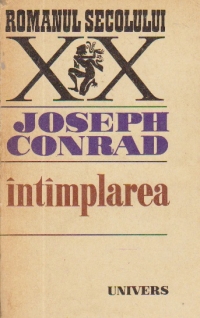 ROMANUL SECOLULUI
XX
JOSEPH
CONRAD
întîmplarea
UNIVERS